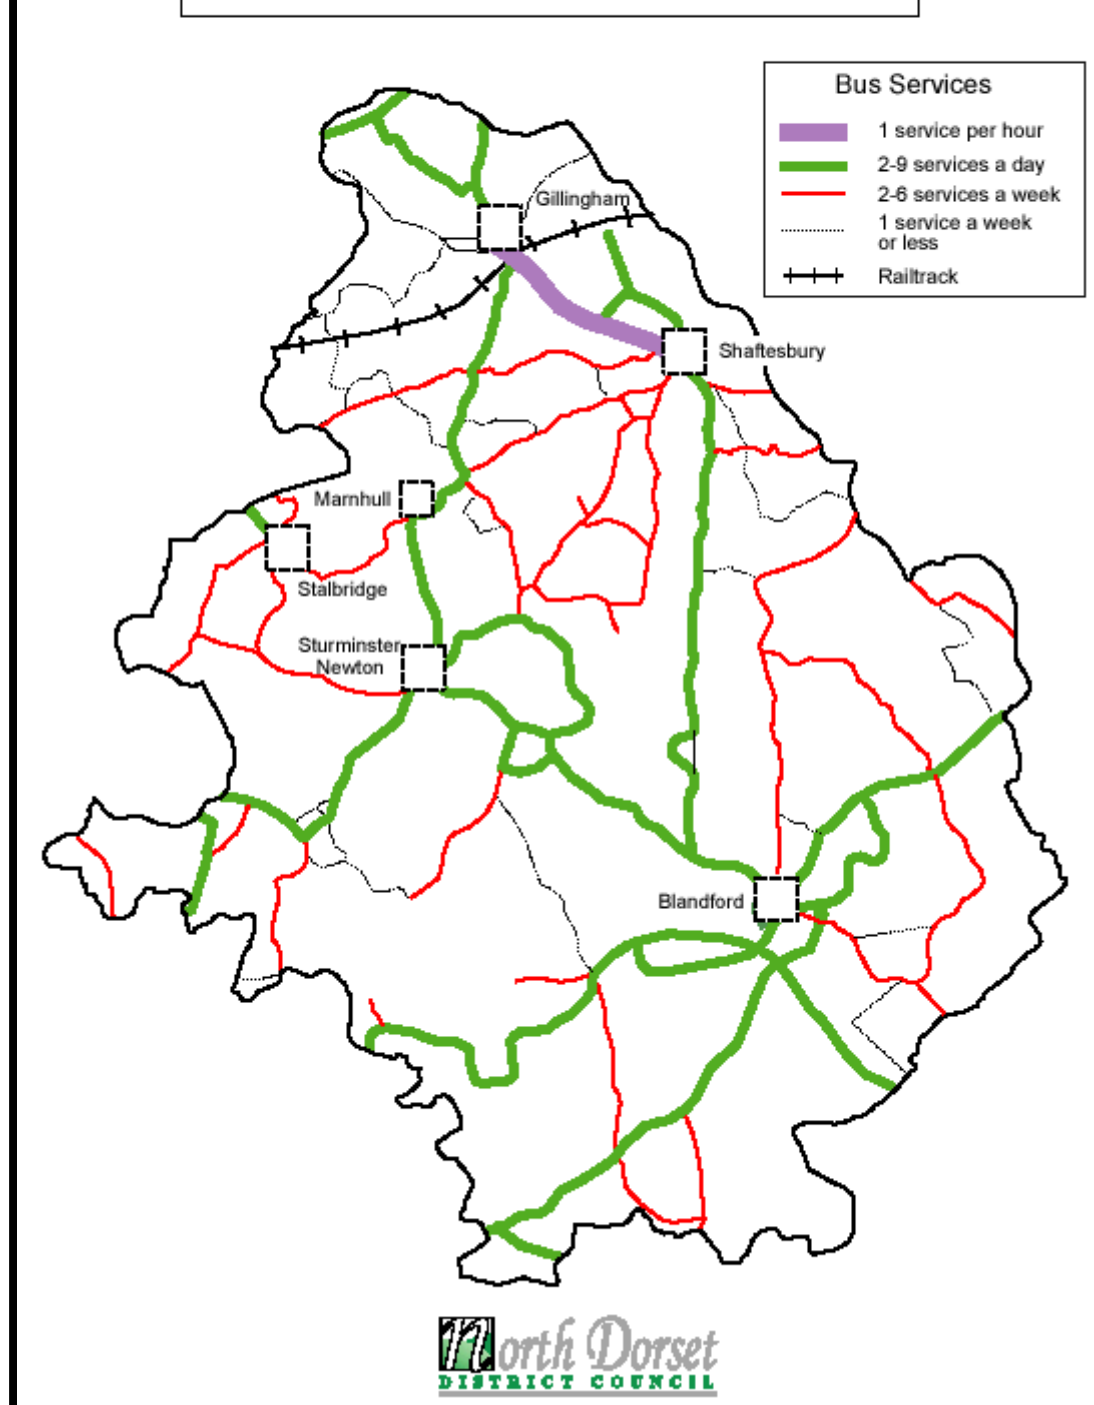 Bus Services
1 service per hour
2-9 services a day
2-6 services a week
1 service a week
or less
Railtrack
Gillingham
Shaftesbury
Marnhull
Stalbridge
Sturminster
Newton
Blandford
North Dorset
DISTRICT COUNCIL